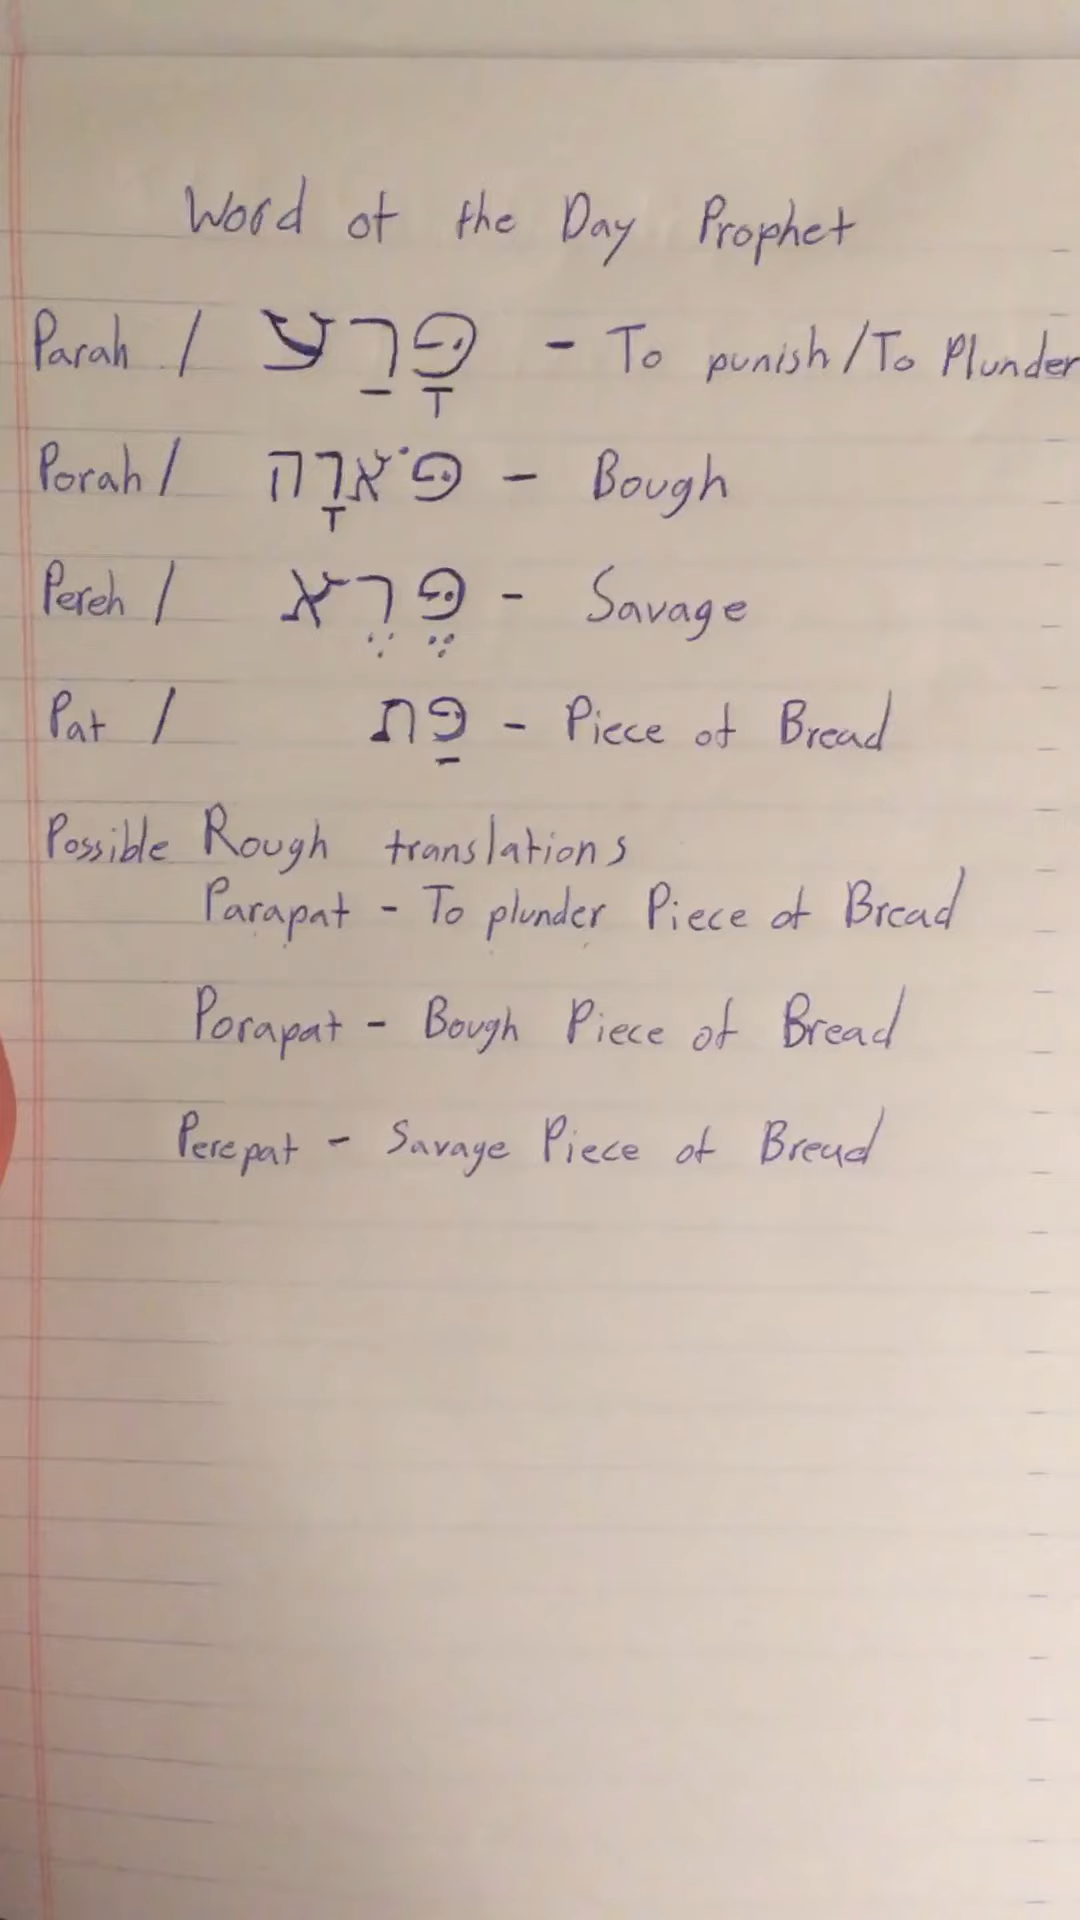 Word of the Day Prophet
Parah / פָּרַע - To punish/To Plunder
Porah / פֹּארָה - Bough
Pereh / פֶּרֶא - Savage
Pat / פַּת - Piece of Bread
Possible Rough translations
Parapat - To plunder Piece of Bread
Porapat - Bough Piece of Bread
Perepat - Savage Piece of Bread